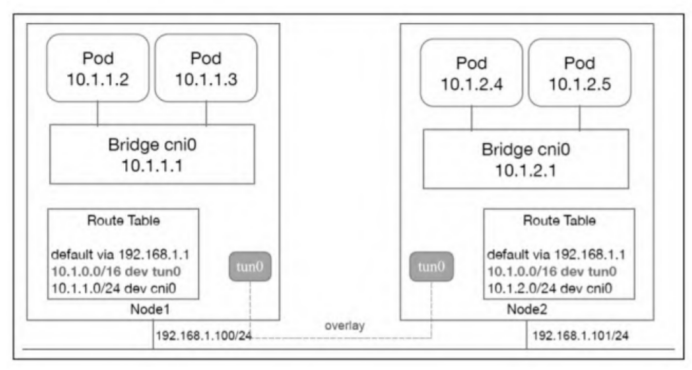 Pod
10.1.1.2
Pod
10.1.1.3
Bridge cni0
10.1.1.1
Route Table
default via 192.168.1.1
10.1.0.0/16 dev tun0
10.1.1.0/24 dev cni0
tun0
Node1
192.168.1.100/24
overlay
Pod
10.1.2.4
Pod
10.1.2.5
Bridge cni0
10.1.2.1
tun0
Route Table
default via 192.168.1.1
10.1.0.0/16 dev tun0
10.1.2.0/24 dev cni0
Node2
192.168.1.101/24